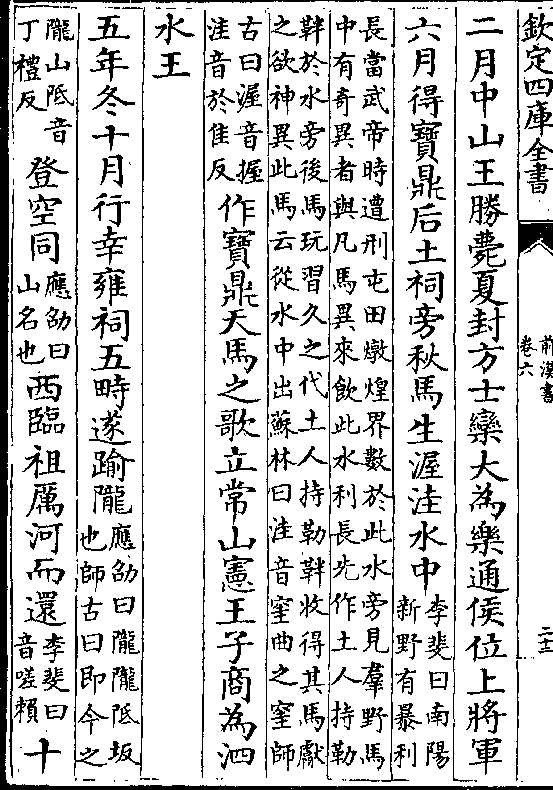 欽定四庫全書
前漢書
卷六
二月中山王勝薨夏封方士欒大為樂通侯位上將軍
六月得寶鼎后土祠旁秋馬生渥洼水中李斐曰南陽
新野有暴利
長當武帝時遭刑屯田燉煌界數於此水旁見羣野馬
中有奇異者與凡馬異來飲此水利長先作土人持勒
靽於水旁後馬玩習久之代土人持勒靽收得其馬獻
之欲神異此馬云從水中出蘇林曰洼音窐曲之窐師
古曰渥音握
洼音於佳反作寶鼎天馬之歌立常山憲王子商為泗
水王
五年冬十月行幸雍祠五畤遂踰隴應劭曰隴隴阺坂
也師古曰即今之
隴山阺音
丁禮反登空同應劭曰
山名也西臨祖厲河而還李斐曰
音嗟賴十